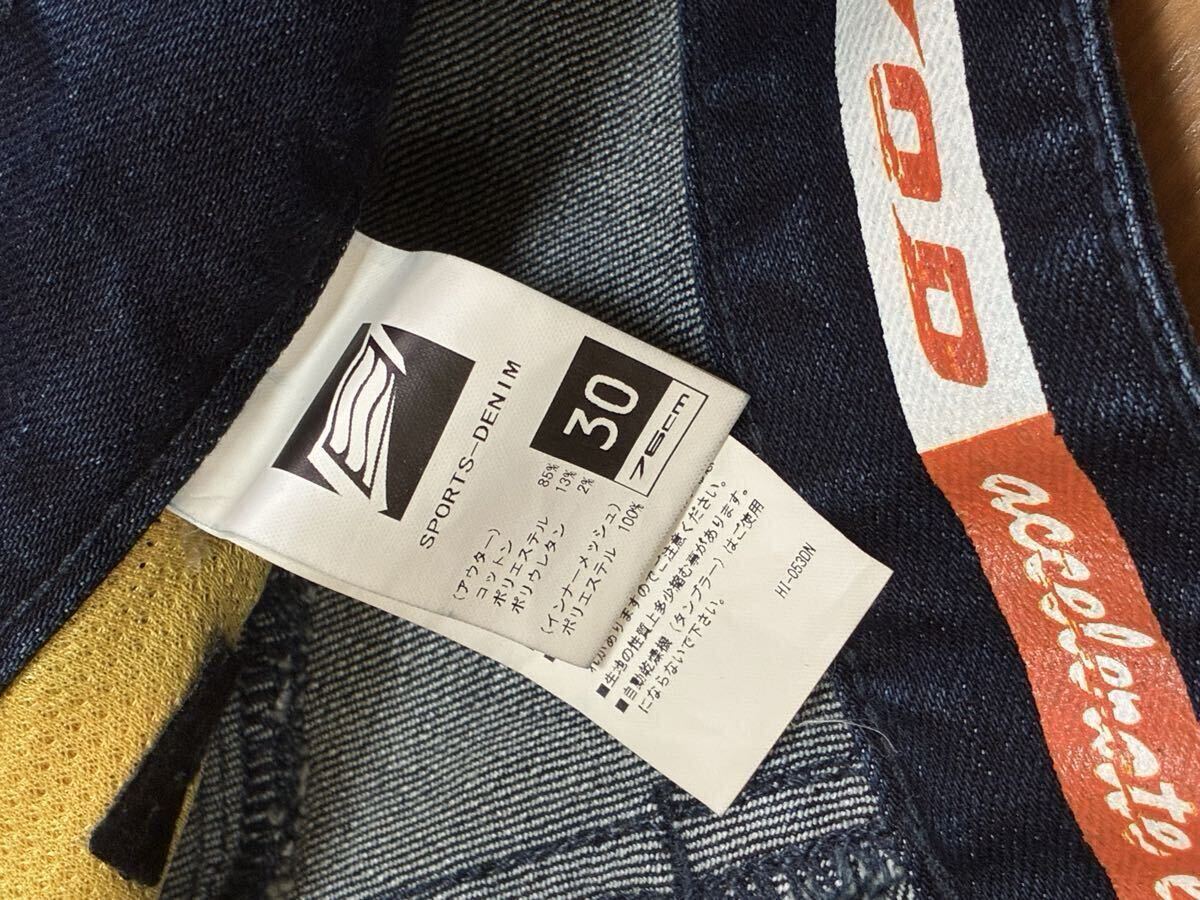 SPORTS-DENIM
30
76cm
(アウター)
コットン 85%
ポリエステル 13%
ポリウレタン 2%
(インナーメッシュ)
ポリエステル 100%
ますのでご注意ください。
■生地の性質上多少縮む事があります。
■自動乾燥機(タンブラー)はご使用
にならないで下さい。
HI-053DN